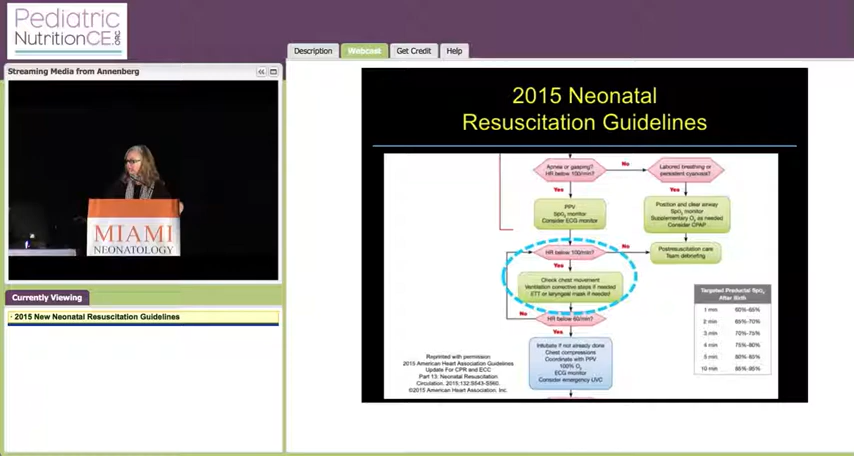 Pediatric
NutritionCE.ORG
Description
Webcast
Get Credit
Help
Streaming Media from Annenberg
MIAMI
NEONATOLOGY
Currently Viewing
· 2015 New Neonatal Resuscitation Guidelines
2015 Neonatal
Resuscitation Guidelines
Apnea or gasping?
HR below 100/min?
No
Labored breathing or
persistent cyanosis?
Yes
Yes
PPV
SpO2 monitor
Consider ECG monitor
Position and clear airway
SpO2 monitor
Supplementary O2 as needed
Consider CPAP
HR below 100/min?
No
Postresuscitation care
Team debriefing
Yes
Check chest movement
Ventilation corrective steps if needed
ETT or laryngeal mask if needed
No
HR below 60/min?
Yes
Intubate if not already done
Chest compressions
Coordinate with PPV
100% O2
ECG monitor
Consider emergency UVC
Targeted Preductal SpO2
After Birth
1 min 60%-65%
2 min 65%-70%
3 min 70%-75%
4 min 75%-80%
5 min 80%-85%
10 min 85%-95%
Reprinted with permission
2015 American Heart Association Guidelines
Update For CPR and ECC
Part 13: Neonatal Resuscitation
Circulation. 2015;132:S543-S560.
©2015 American Heart Association, Inc.